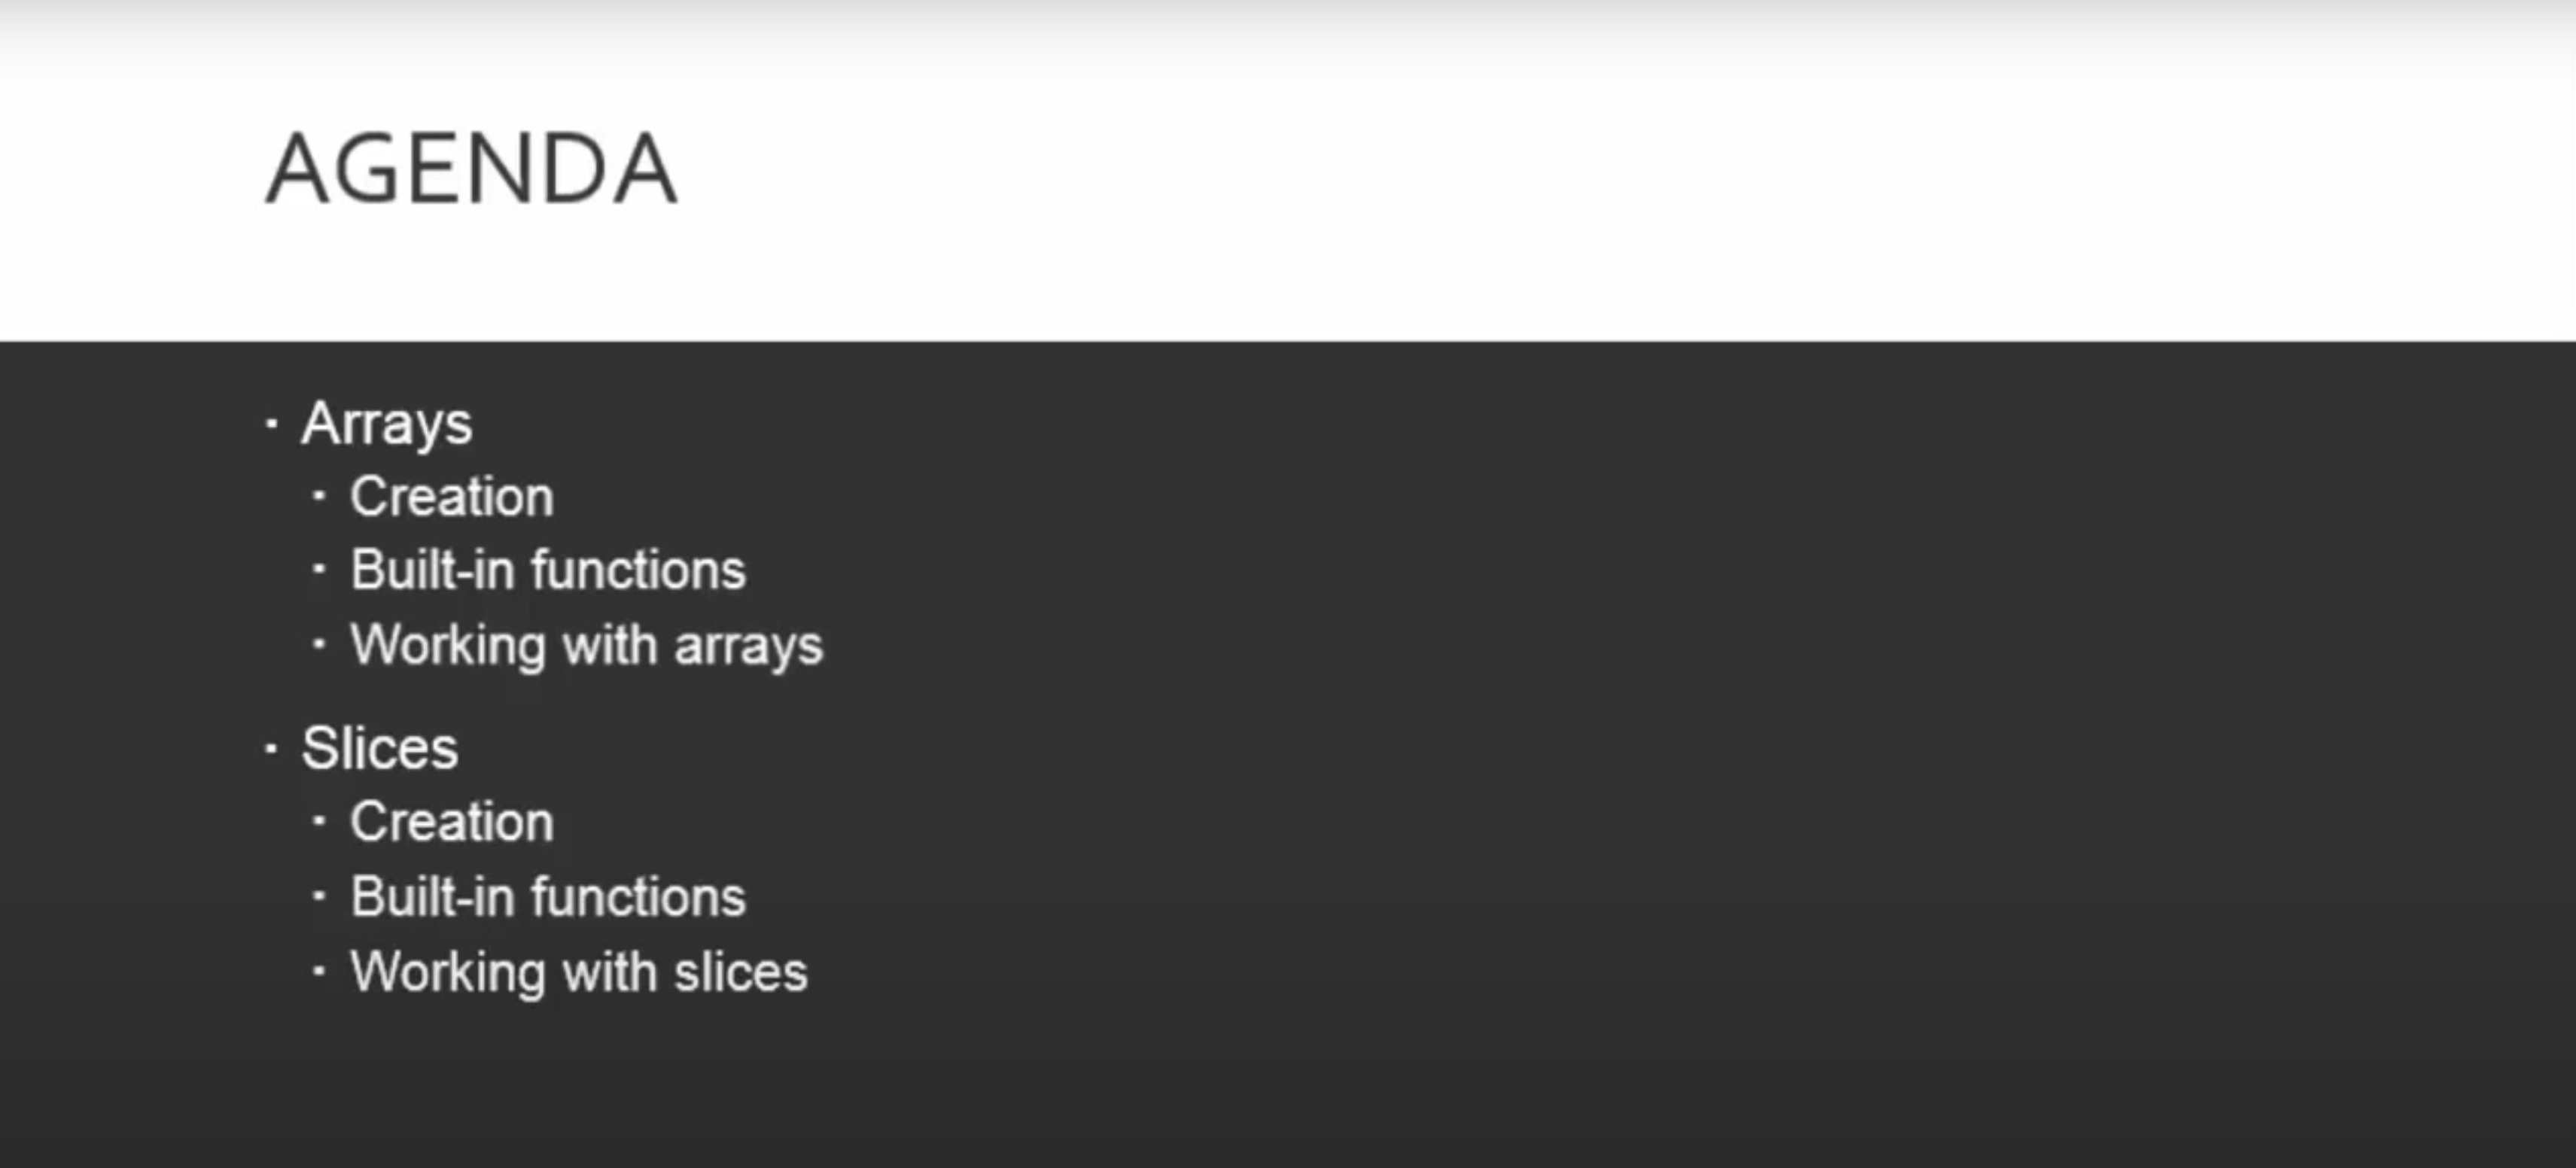 AGENDA
▪ Arrays
▪ Creation
▪ Built-in functions
▪ Working with arrays
▪ Slices
▪ Creation
▪ Built-in functions
▪ Working with slices